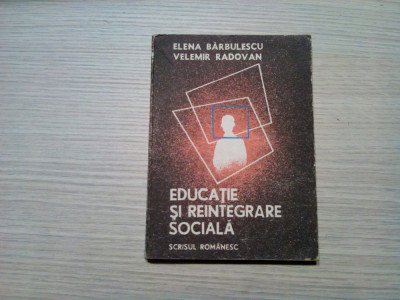 ELENA BĂRBULESCU
VELEMIR RADOVAN
EDUCAȚIE
ȘI REINTEGRARE
SOCIALĂ
SCRISUL ROMÂNESC